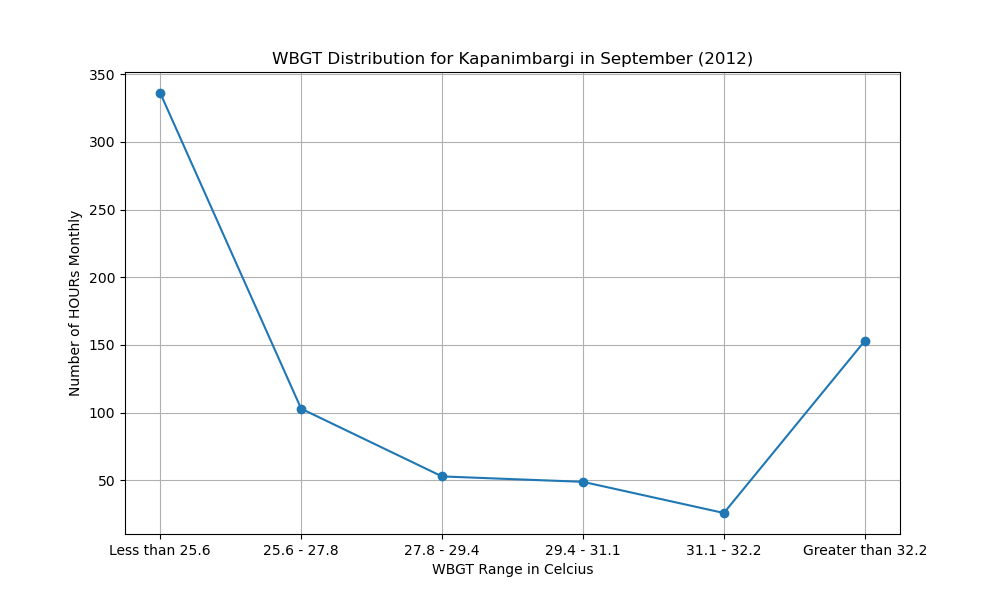 WBGT Distribution for Kapanimbargi in September (2012)
Number of HOURs Monthly
350
300
250
200
150
100
50
Less than 25.6
25.6 - 27.8
27.8 - 29.4
29.4 - 31.1
31.1 - 32.2
Greater than 32.2
WBGT Range in Celcius